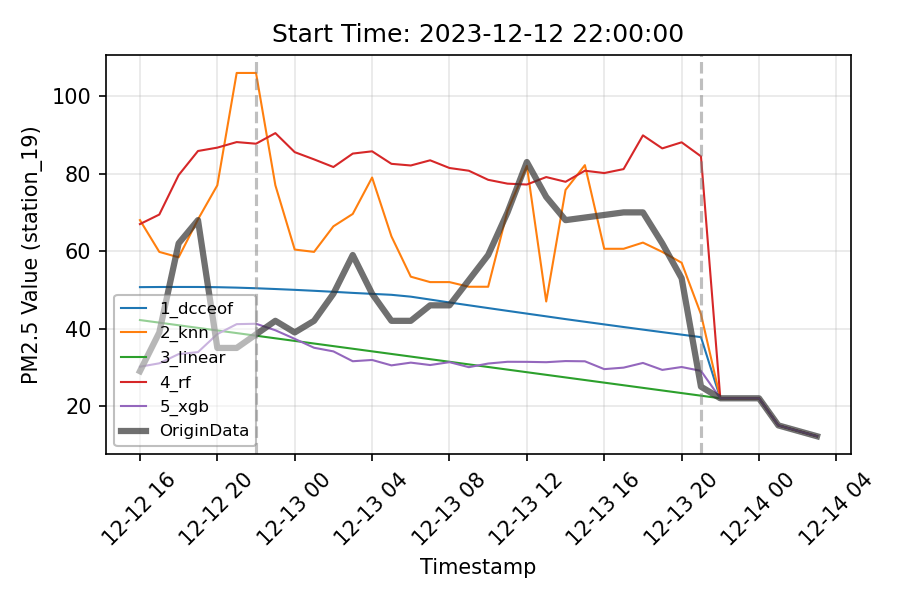 Start Time: 2023-12-12 22:00:00
PM2.5 Value (station_19)
100
80
60
40
20
1_dcceof
2_knn
3_linear
4_rf
5_xgb
OriginData
12-12 16
12-12 20
12-13 00
12-13 04
12-13 08
12-13 12
12-13 16
12-13 20
12-14 00
12-14 04
Timestamp